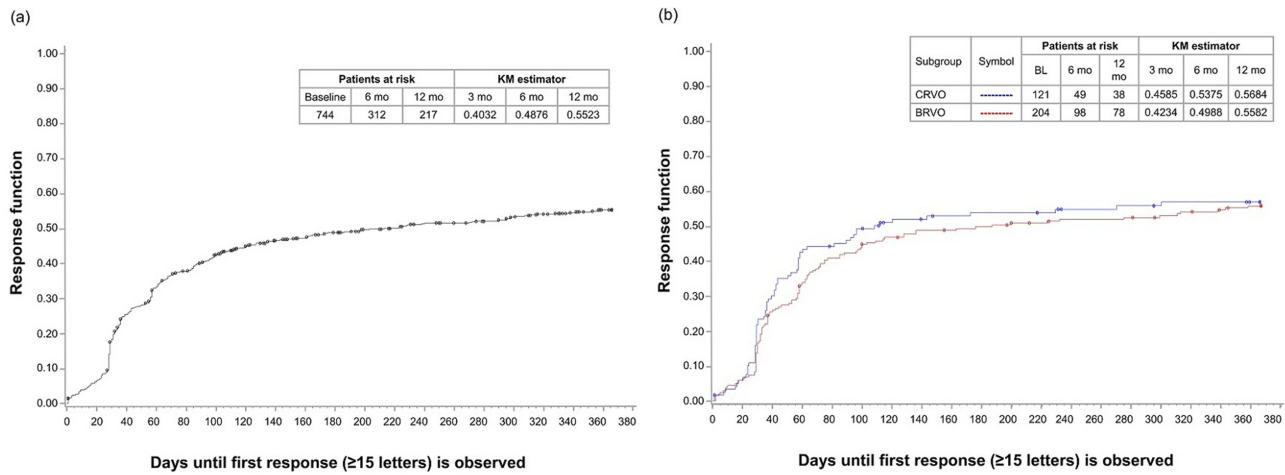 (a)
Response function
1.00
0.90
0.80
0.70
0.60
0.50
0.40
0.30
0.20
0.10
0.00
Patients at risk KM estimator
Baseline 6 mo 12 mo 3 mo 6 mo 12 mo
744 312 217 0.4032 0.4876 0.5523
0 20 40 60 80 100 120 140 160 180 200 220 240 260 280 300 320 340 360 380
Days until first response (≥15 letters) is observed
(b)
Response function
1.00
0.90
0.80
0.70
0.60
0.50
0.40
0.30
0.20
0.10
0.00
Subgroup Symbol Patients at risk KM estimator
BL 6 mo 12 mo 3 mo 6 mo 12 mo
CRVO 121 49 38 0.4585 0.5375 0.5684
BRVO 204 98 78 0.4234 0.4988 0.5582
0 20 40 60 80 100 120 140 160 180 200 220 240 260 280 300 320 340 360 380
Days until first response (≥15 letters) is observed